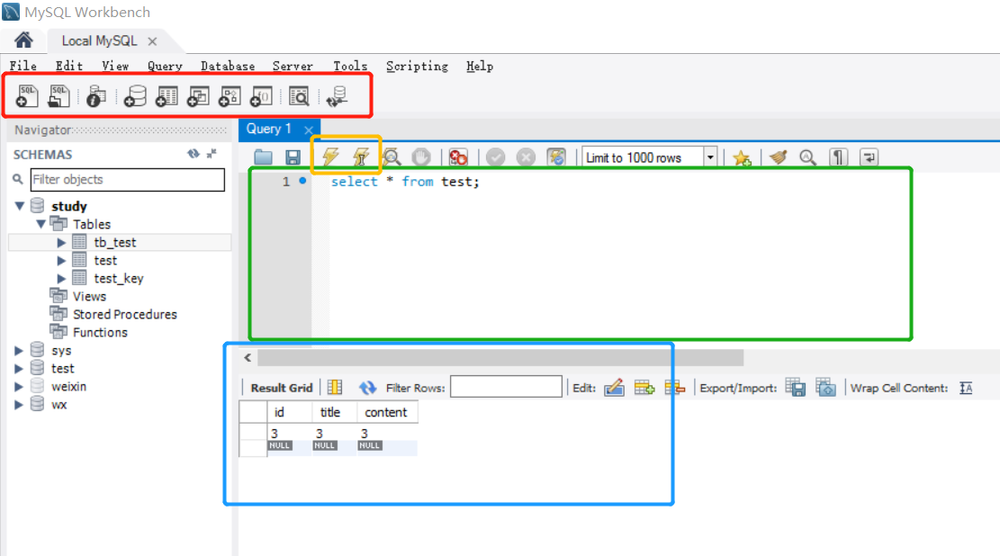 MySQL Workbench
Local MySQL
File Edit View Query Database Server Tools Scripting Help
SQL SQL
Navigator
Query 1
SCHEMAS
Limit to 1000 rows
Filter objects
1 select * from test;
study
Tables
tb_test
test
test_key
Views
Stored Procedures
Functions
sys
test
weixin
wx
Result Grid Filter Rows: Edit: Export/Import: Wrap Cell Content: IA
id title content
3 3 3
NULL NULL NULL